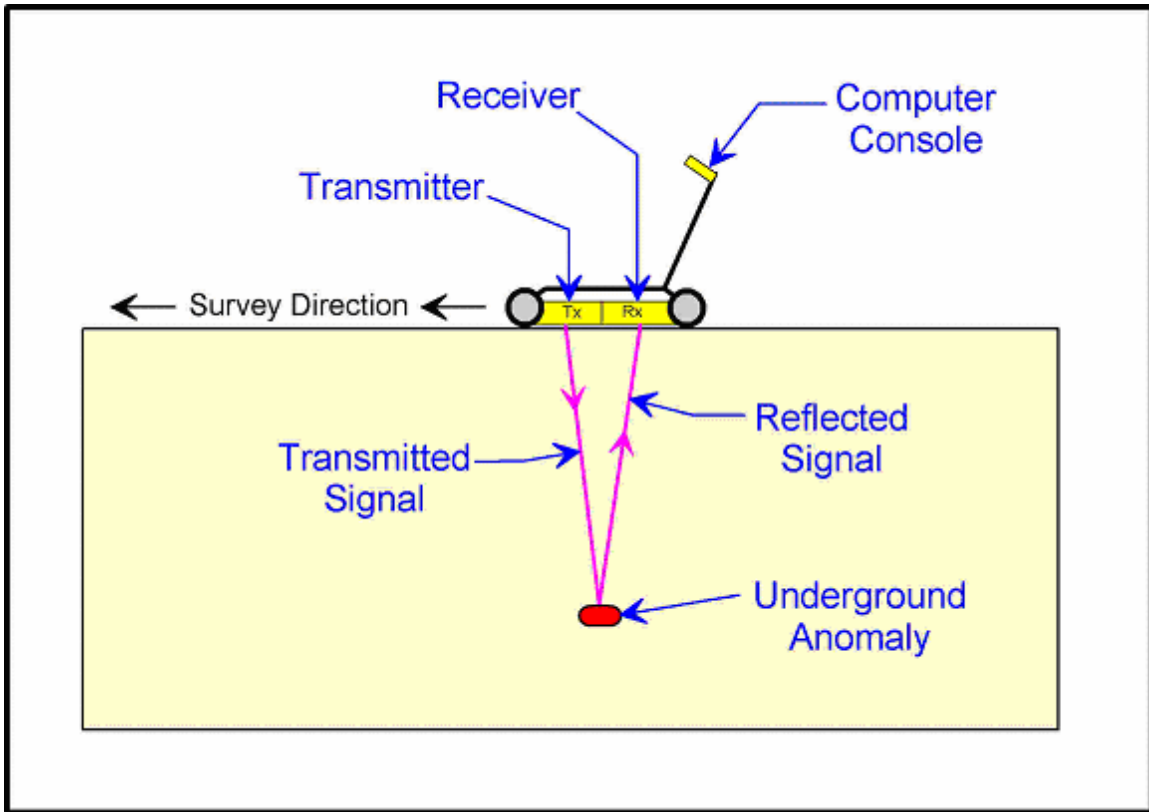 Receiver
Computer
Console
Transmitter
Survey Direction
Tx
Rx
Transmitted
Signal
Reflected
Signal
Underground
Anomaly